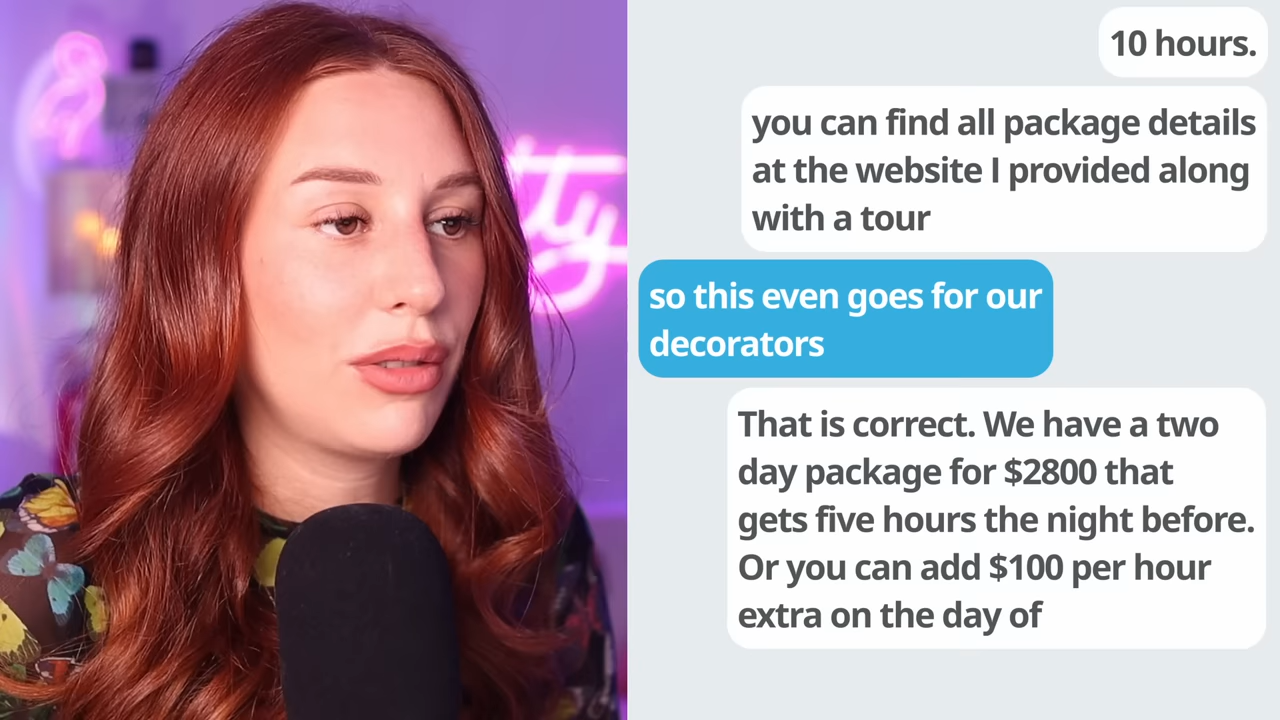 10 hours.
you can find all package details
at the website I provided along
with a tour
so this even goes for our
decorators
That is correct. We have a two
day package for $2800 that
gets five hours the night before.
Or you can add $100 per hour
extra on the day of
ity